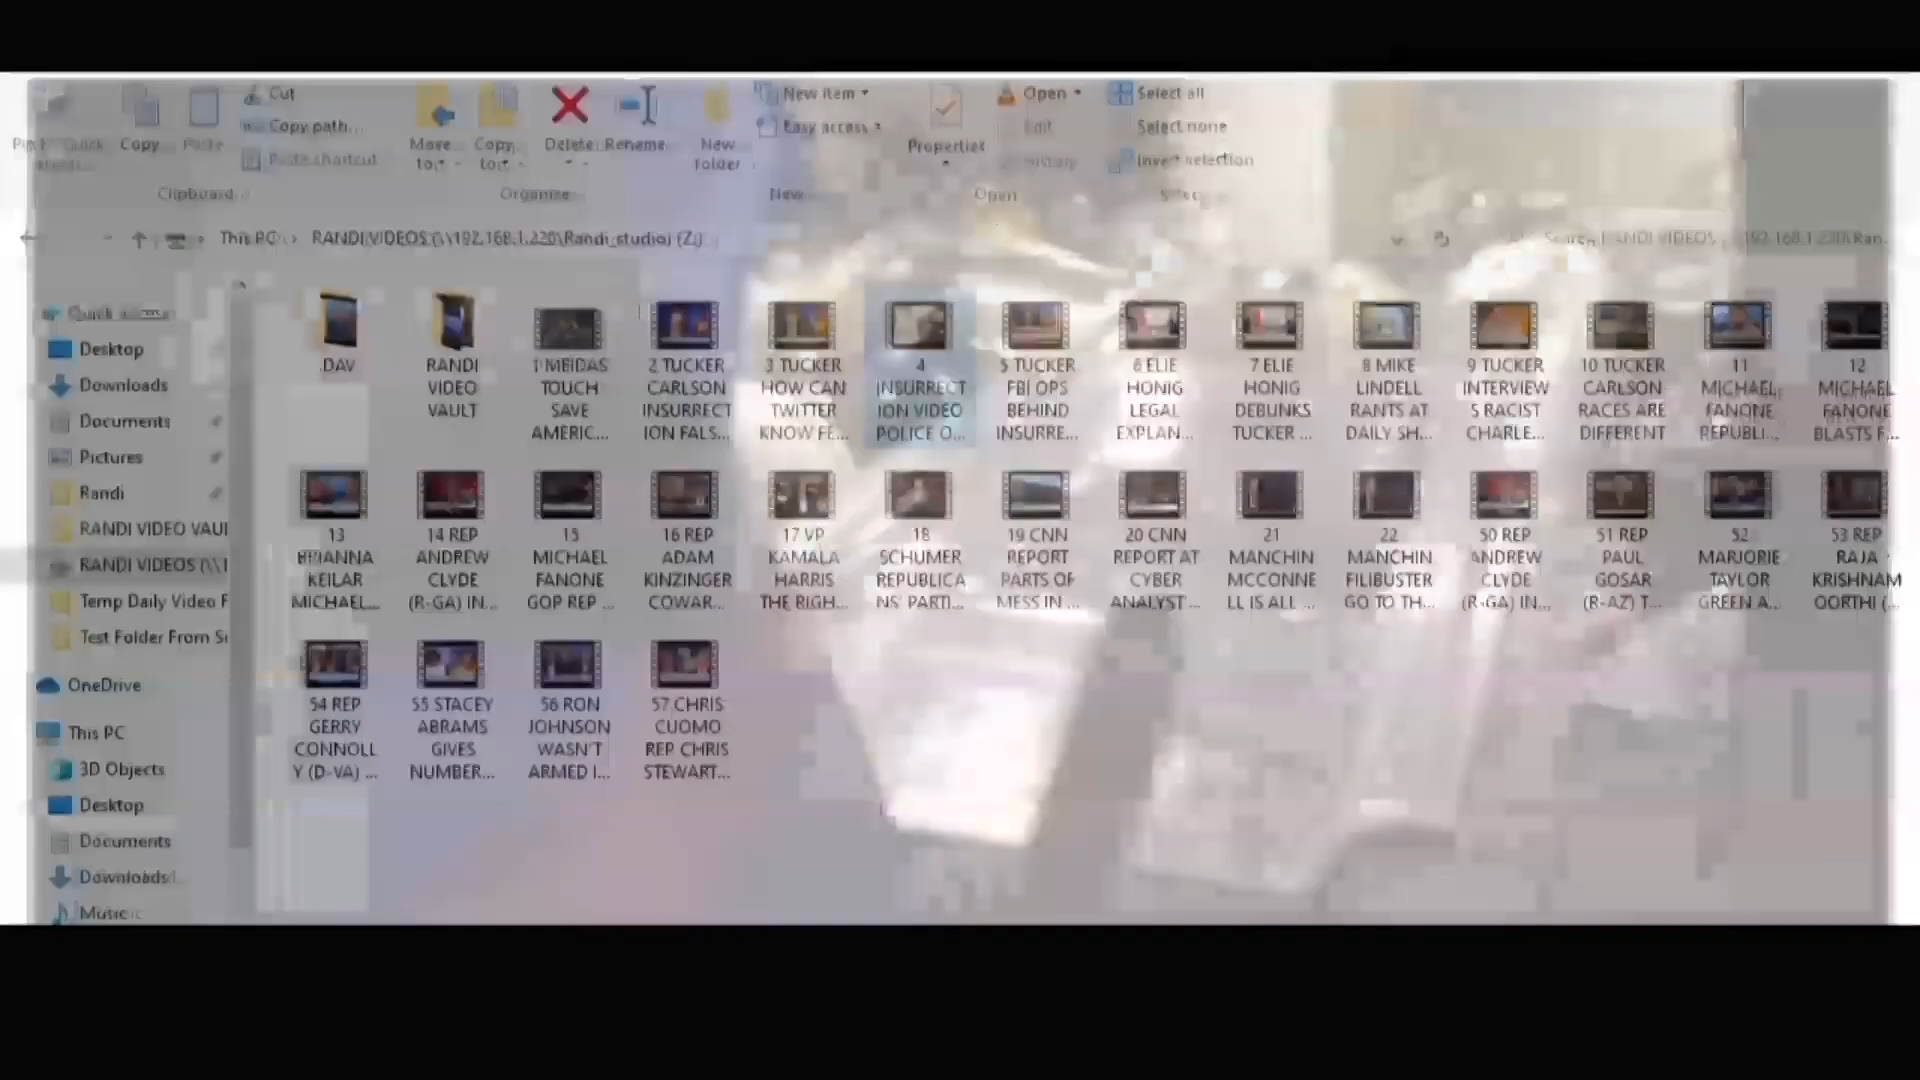 Cut
Copy path...
Paste shortcut
Copy
Paste
Move to
Copy to
Delete
Rename
New folder
New item
Easy access
Properties
Open
Edit
History
Select all
Select none
Invert selection
Clipboard
Organise
New
Open
This PC > RANDI VIDEOS (\\192.168.1.220\Randi_studio) (Z:)
Quick access
Desktop
Downloads
Documents
Pictures
Randi
RANDI VIDEO VAUI
RANDI VIDEOS (\\1
Temp Daily Video F
Test Folder From
OneDrive
This PC
3D Objects
Desktop
Documents
Downloads
Music
.DAV
RANDI
VIDEO
VAULT
1 MEIDAS
TOUCH
SAVE
AMERIC...
2 TUCKER
CARLSON
INSURRECT
ION FALS...
3 TUCKER
HOW CAN
TWITTER
KNOW FE...
4
INSURRECT
ION VIDEO
POLICE O...
5 TUCKER
FBI OPS
BEHIND
INSURRE...
6 ELIE
HONIG
LEGAL
EXPLAN...
7 ELIE
HONIG
DEBUNKS
TUCKER ...
8 MIKE
LINDELL
RANTS AT
DAILY SH...
9 TUCKER
INTERVIEW
S RACIST
CHARLE...
10 TUCKER
CARLSON
RACES ARE
DIFFERENT
11
MICHAEL
FANONE
REPUBLI...
12
MICHAEL
FANONE
BLASTS F...
13
BRIANNA
KEILAR
MICHAEL...
14 REP
ANDREW
CLYDE
(R-GA) IN...
15
MICHAEL
FANONE
GOP REP ...
16 REP
ADAM
KINZINGER
COWAR...
17 VP
KAMALA
HARRIS
THE RIGH...
18
SCHUMER
REPUBLICA
NS' PARTI...
19 CNN
REPORT
PARTS OF
MESS IN ...
20 CNN
REPORT AT
CYBER
ANALYST ...
21
MANCHIN
MCCONNE
LL IS ALL ...
22
MANCHIN
FILIBUSTER
GO TO TH...
50 REP
ANDREW
CLYDE
(R-GA) IN...
51 REP
PAUL
GOSAR
(R-AZ) T...
52
MARJORIE
TAYLOR
GREEN A...
53 REP
RAJA
KRISHNAM
OORTHI (...
54 REP
GERRY
CONNOLL
Y (D-VA) ...
55 STACEY
ABRAMS
GIVES
NUMBER...
56 RON
JOHNSON
WASN'T
ARMED I...
57 CHRIS
CUOMO
REP CHRIS
STEWART...